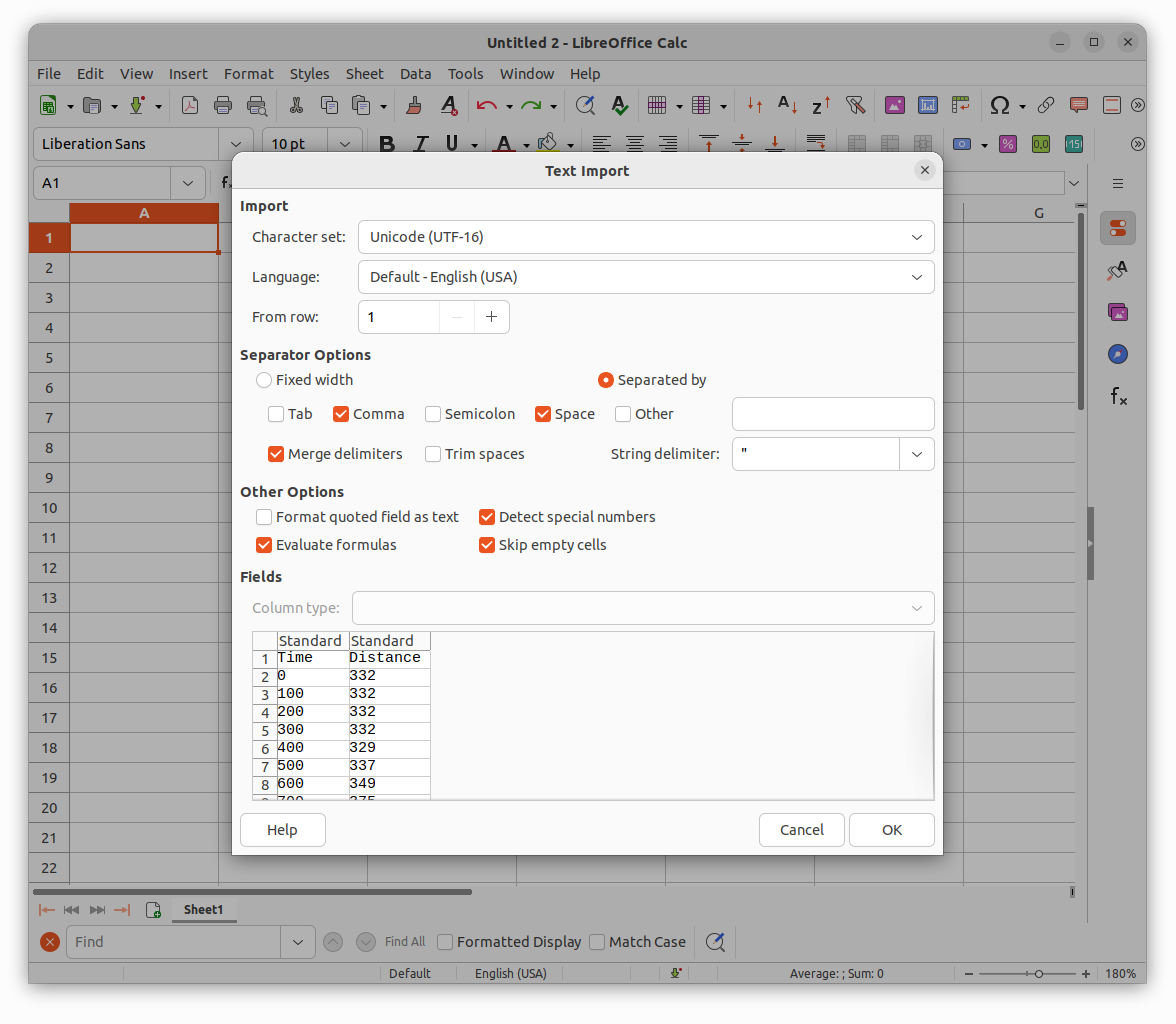 Untitled 2 - LibreOffice Calc
File Edit View Insert Format Styles Sheet Data Tools Window Help
Liberation Sans 10 pt
A1
Text Import
Import
Character set: Unicode (UTF-16)
Language: Default - English (USA)
From row: 1
Separator Options
Fixed width Separated by
Tab Comma Semicolon Space Other
Merge delimiters Trim spaces String delimiter: "
Other Options
Format quoted field as text Detect special numbers
Evaluate formulas Skip empty cells
Fields
Column type:
Standard Standard
1 Time Distance
2 0 332
3 100 332
4 200 332
5 300 332
6 400 329
7 500 337
8 600 349
Help Cancel OK
A G
1
2
3
4
5
6
7
8
9
10
11
12
13
14
15
16
17
18
19
20
21
22
Sheet1
Find Find All Formatted Display Match Case
Default English (USA) Average: ; Sum: 0 180%